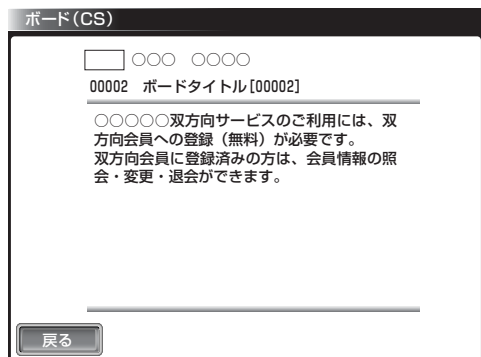 ボード（CS）
○○○　○○○○
00002　ボードタイトル[00002]
○○○○○双方向サービスのご利用には、双
方向会員への登録（無料）が必要です。
双方向会員に登録済みの方は、会員情報の照
会・変更・退会ができます。
戻る